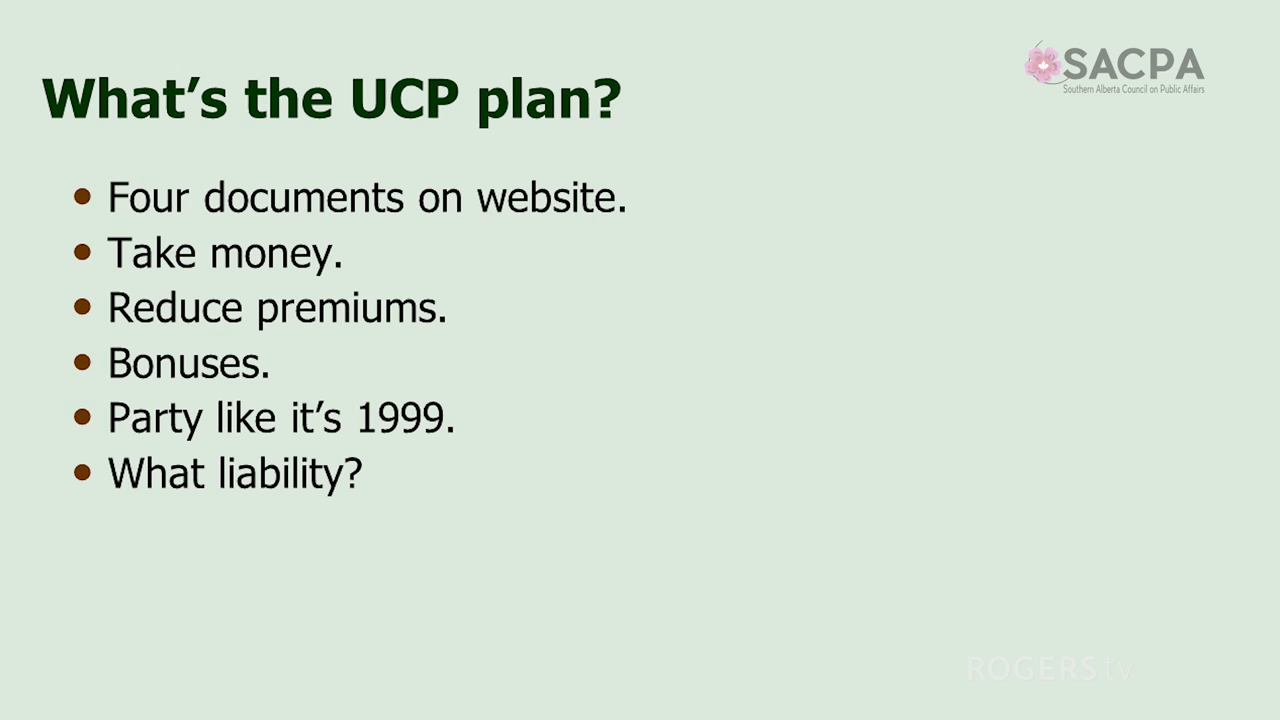 SACPA
Southern Alberta Council on Public Affairs
What's the UCP plan?
• Four documents on website.
• Take money.
• Reduce premiums.
• Bonuses.
• Party like it's 1999.
• What liability?
ROGERS tv